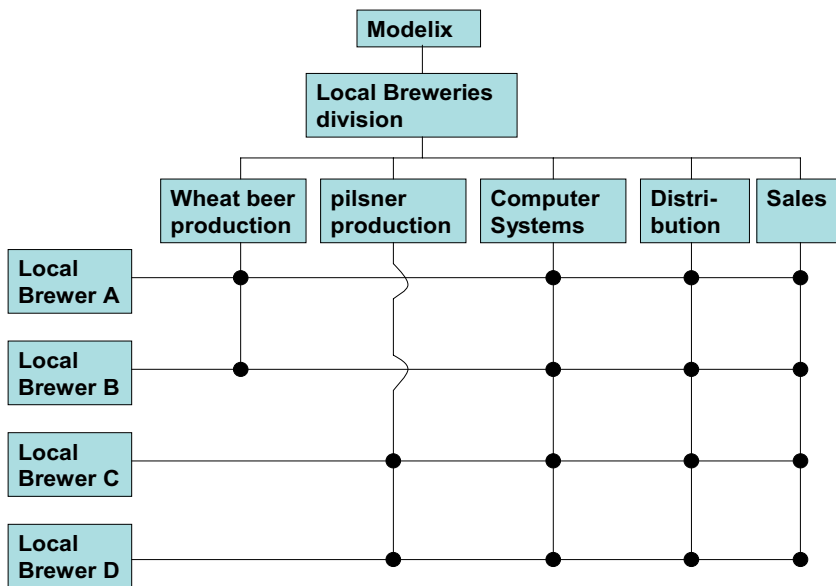 Modelix
Local Breweries
division
Wheat beer
production
pilsner
production
Computer
Systems
Distri-
bution
Sales
Local
Brewer A
Local
Brewer B
Local
Brewer C
Local
Brewer D